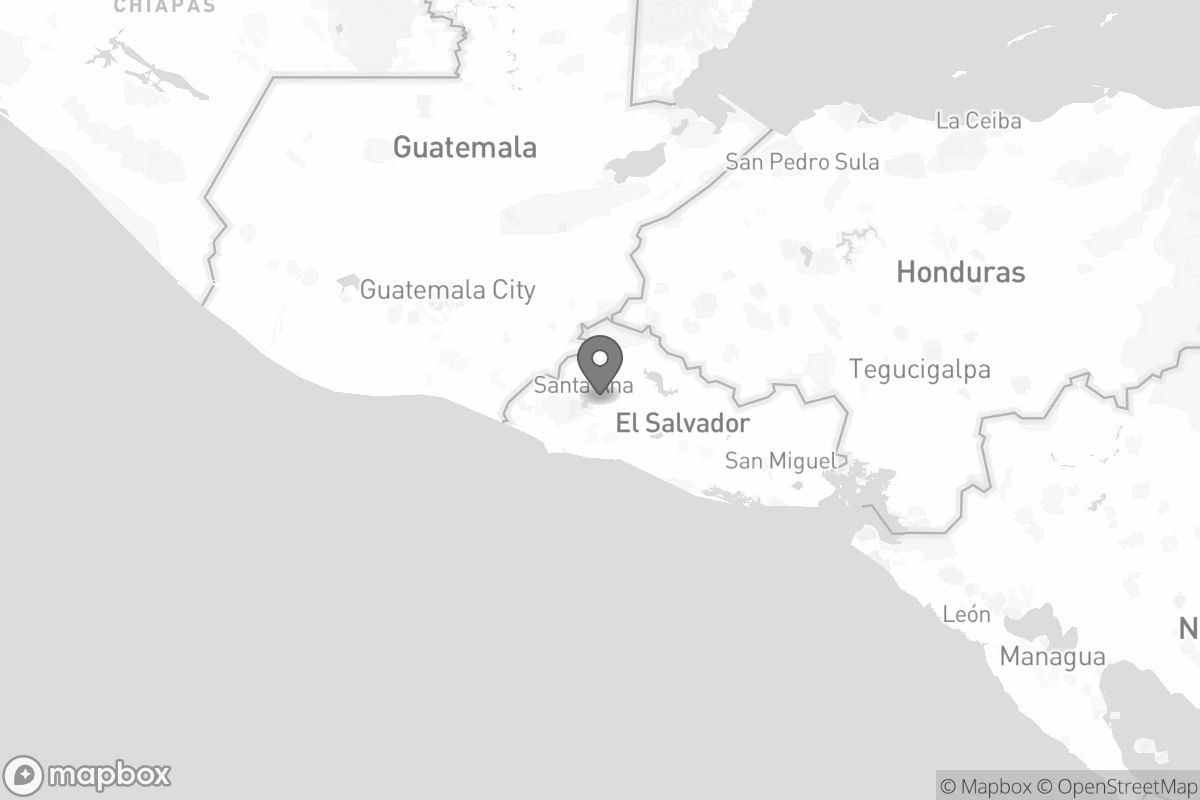 CHIAPAS
La Ceiba
Guatemala
San Pedro Sula
Honduras
Guatemala City
Tegucigalpa
Santa Ana
El Salvador
San Miguel
León
N
Managua
mapbox
© Mapbox © OpenStreetMap